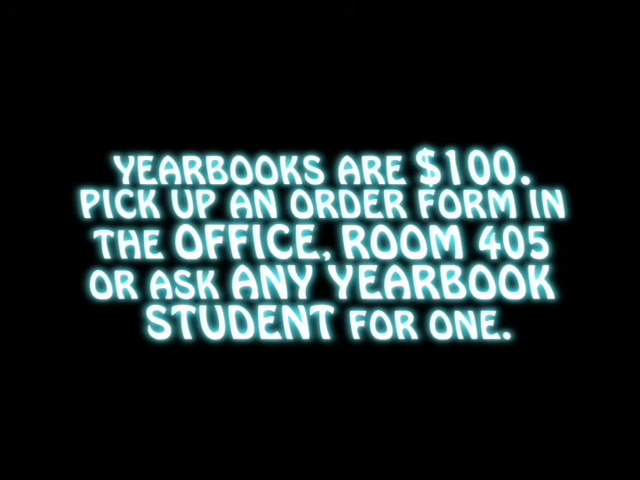 YEARBOOKS ARE $100.
PICK UP AN ORDER FORM IN
THE OFFICE, ROOM 405
OR ASK ANY YEARBOOK
STUDENT FOR ONE.